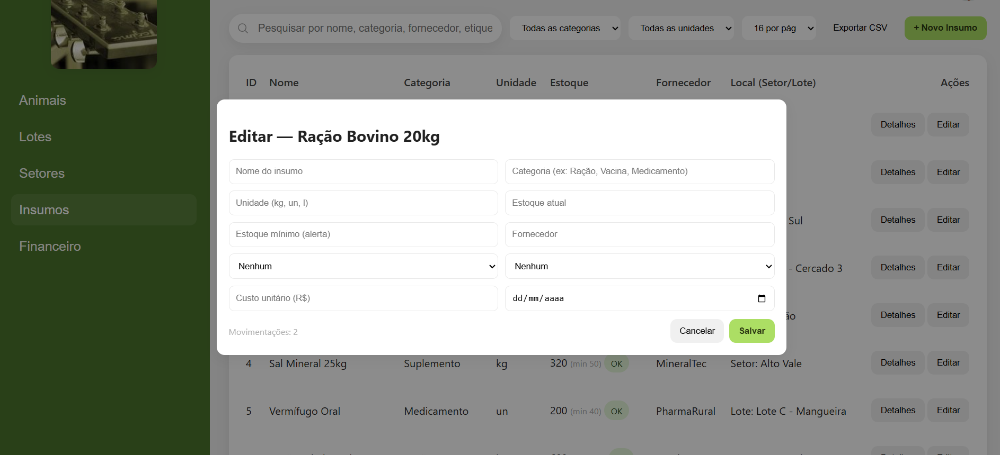 Pesquisar por nome, categoria, fornecedor, etique
Todas as categorias
Todas as unidades
16 por pág
Exportar CSV
+ Novo Insumo
Animais
Lotes
Setores
Insumos
Financeiro
ID Nome Categoria Unidade Estoque Fornecedor Local (Setor/Lote) Ações
Detalhes Editar
Detalhes Editar
Sul Detalhes Editar
- Cercado 3 Detalhes Editar
ão Detalhes Editar
Editar — Ração Bovino 20kg
Nome do insumo
Categoria (ex: Ração, Vacina, Medicamento)
Unidade (kg, un, l)
Estoque atual
Estoque mínimo (alerta)
Fornecedor
Nenhum
Nenhum
Custo unitário (R$)
dd/mm/aaaa
Movimentações: 2
Cancelar
Salvar
4 Sal Mineral 25kg Suplemento kg 320 (min 50) OK MineralTec Setor: Alto Vale Detalhes Editar
5 Vermífugo Oral Medicamento un 200 (min 40) OK PharmaRural Lote: Lote C - Mangueira Detalhes Editar